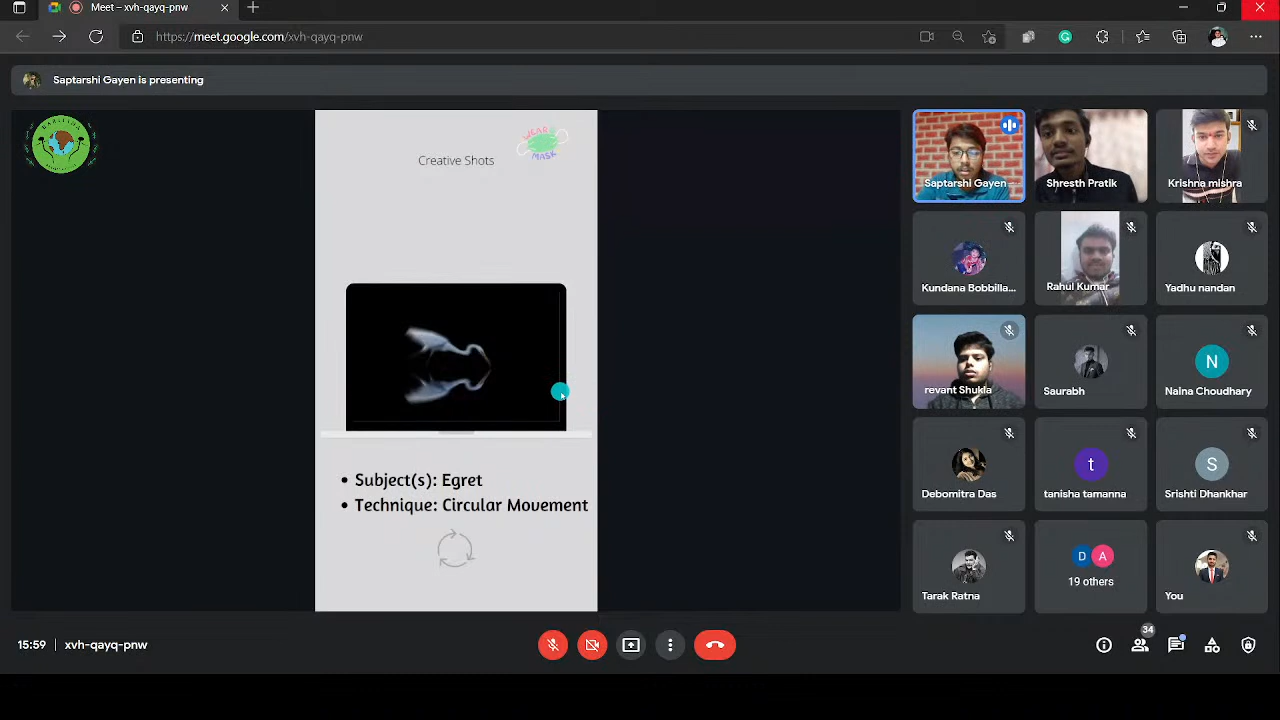 Meet – xvh-qayq-pnw
https://meet.google.com/xvh-qayq-pnw
Saptarshi Gayen is presenting
WEAR
MASK
Creative Shots
• Subject(s): Egret
• Technique: Circular Movement
Saptarshi Gayen
Shresth Pratik
Krishna mishra
Kundana Bobbilla...
Rahul Kumar
Yadhu nandan
revant Shukla
Saurabh
N
Naina Choudhary
Debomitra Das
t
tanisha tamanna
S
Srishti Dhankhar
Tarak Ratna
D A
19 others
You
15:59 | xvh-qayq-pnw
34